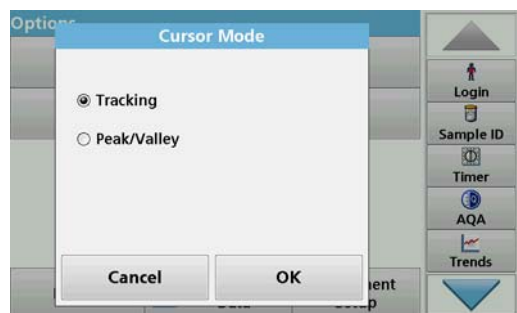 Options
Cursor Mode
Tracking
Peak/Valley
Cancel
OK
Login
Sample ID
Timer
AQA
Trends